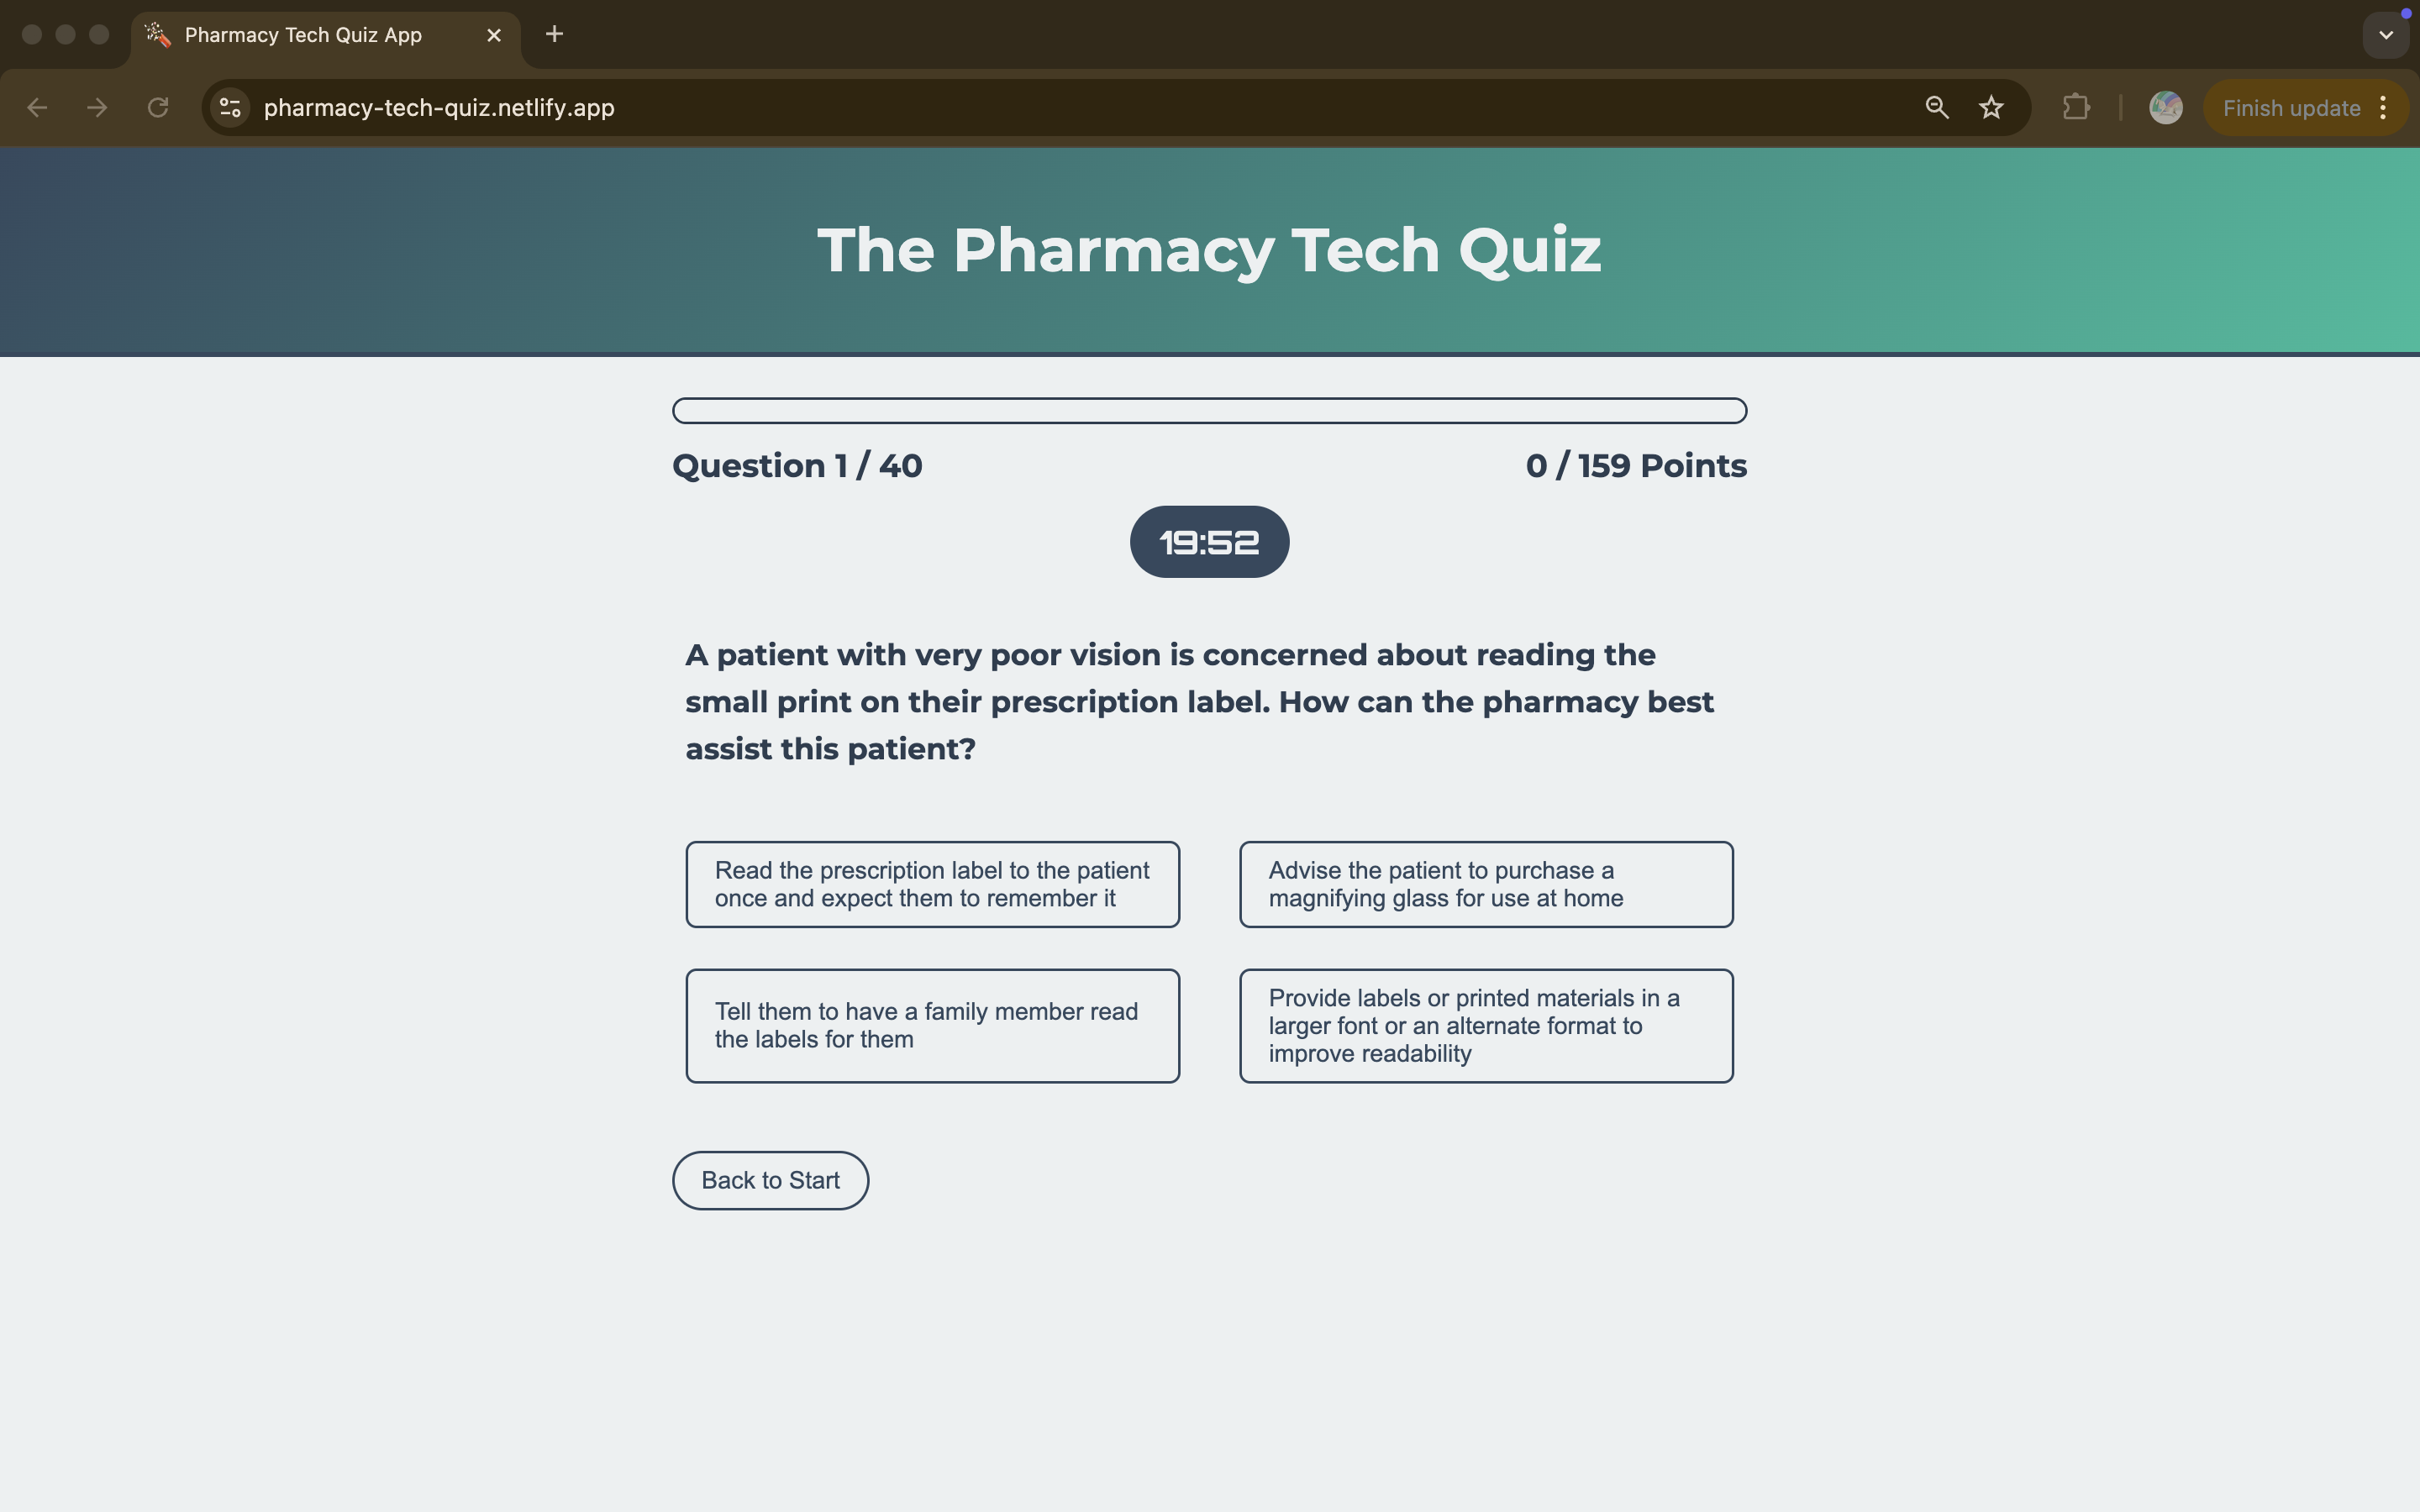 Pharmacy Tech Quiz App
pharmacy-tech-quiz.netlify.app
Finish update
The Pharmacy Tech Quiz
Question 1 / 40
0 / 159 Points
19:52
A patient with very poor vision is concerned about reading the
small print on their prescription label. How can the pharmacy best
assist this patient?
Read the prescription label to the patient
once and expect them to remember it
Advise the patient to purchase a
magnifying glass for use at home
Tell them to have a family member read
the labels for them
Provide labels or printed materials in a
larger font or an alternate format to
improve readability
Back to Start